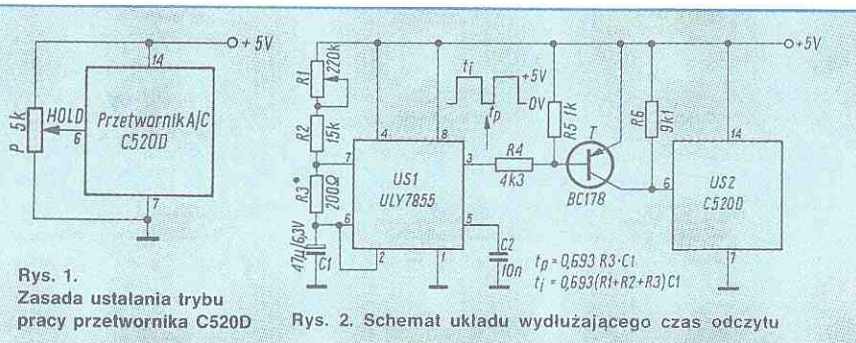 +5V
14
P 5k
HOLD
6
Przetwornik A/C
C520D
7
Rys. 1.
Zasada ustalania trybu
pracy przetwornika C520D
R1
220k
R2
15k
R3*
200Ω
47μ/6,3V
C1
7
6
2
4
8
US1
ULY7855
3
5
1
C2
10n
ti
tp
+5V
0V
R4
4k3
R5 1k
T
BC178
R6
9k1
+5V
14
6
US2
C520D
7
tp = 0,693 R3·C1
ti = 0,693(R1+R2+R3)C1
Rys. 2. Schemat układu wydłużającego czas odczytu